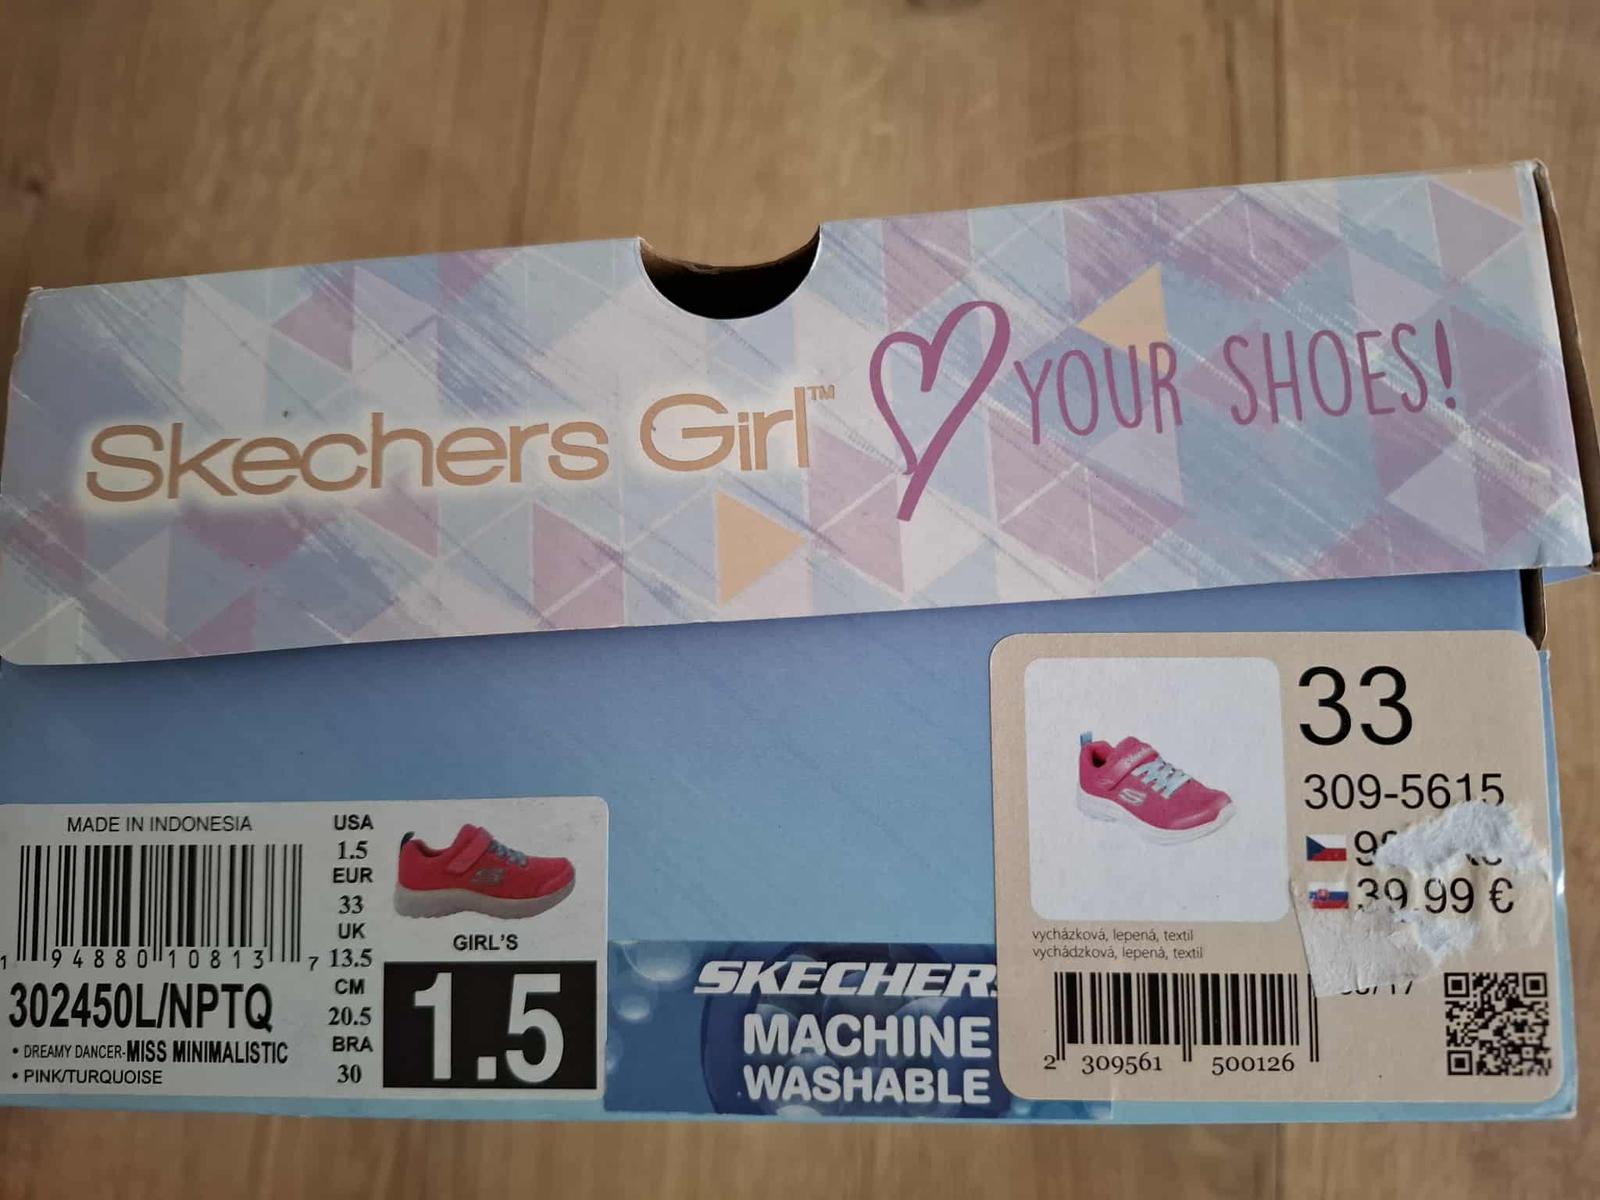 Skechers Girl™ YOUR SHOES!
33
309-5615
39.99 €
vycházková, lepená, textil
vychádzková, lepená, textil
2 309561 500126
MADE IN INDONESIA
1 94880 10813 7
302450L/NPTQ
• DREAMY DANCER-MISS MINIMALISTIC
• PINK/TURQUOISE
USA
1.5
EUR
33
UK
13.5
CM
20.5
BRA
30
GIRL'S
1.5
SKECHERS
MACHINE
WASHABLE